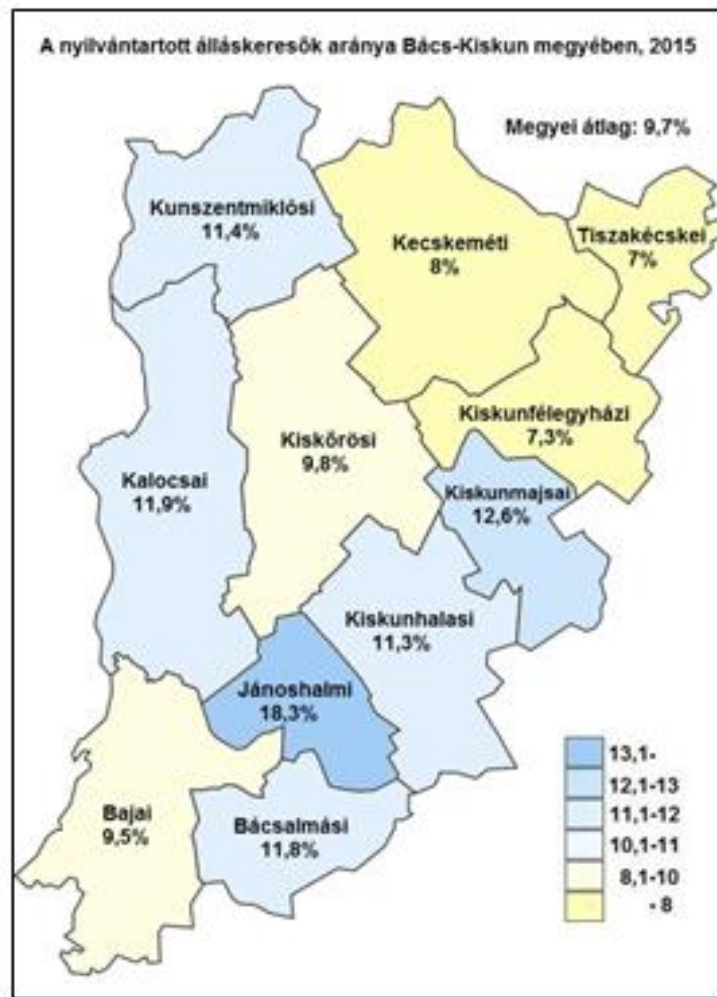 A nyilvántartott álláskeresők aránya Bács-Kiskun megyében, 2015
Megyei átlag: 9,7%
Kunszentmiklósi
11,4%
Kecskeméti
8%
Tiszakécskei
7%
Kiskunfélegyházi
7,3%
Kiskőrösi
9,8%
Kalocsai
11,9%
Kiskunmajsai
12,6%
Kiskunhalasi
11,3%
Jánoshalmi
18,3%
Bajai
9,5%
Bácsalmási
11,8%
13,1-
12,1-13
11,1-12
10,1-11
8,1-10
- 8